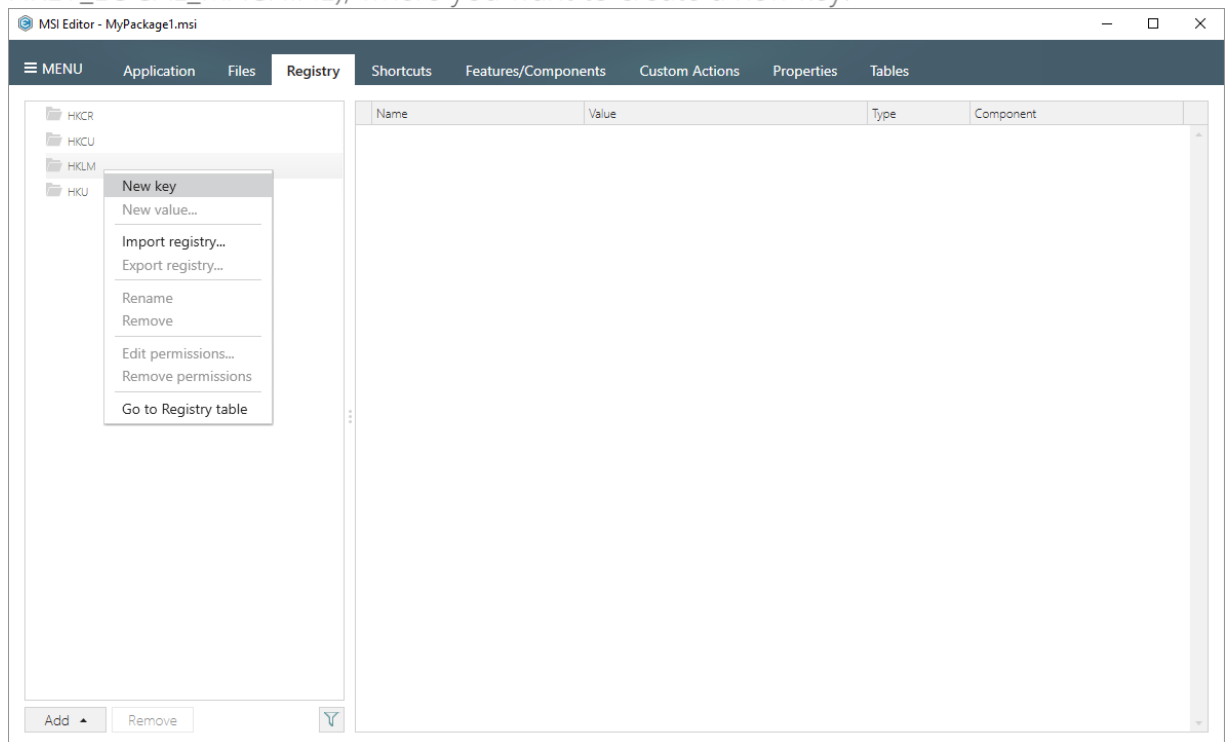 MSI Editor - MyPackage1.msi
MENU Application Files Registry Shortcuts Features/Components Custom Actions Properties Tables
Name Value Type Component
HKCR
HKCU
HKLM
HKU
New key
New value...
Import registry...
Export registry...
Rename
Remove
Edit permissions...
Remove permissions
Go to Registry table
Add Remove